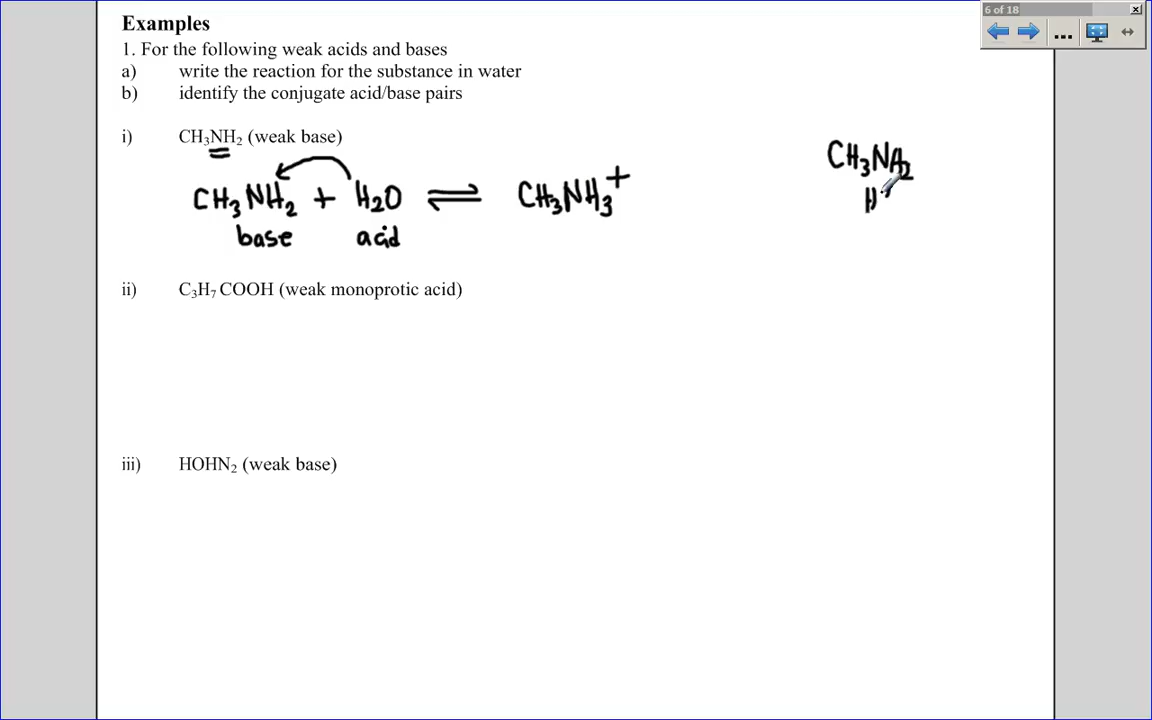 6 of 18
Examples
1. For the following weak acids and bases
a) write the reaction for the substance in water
b) identify the conjugate acid/base pairs
i) CH₃NH₂ (weak base)
CH₃NH₂ + H₂O ⇌ CH₃NH₃⁺
base acid
CH₃NH₂
H⁺
ii) C₃H₇ COOH (weak monoprotic acid)
iii) HOHN₂ (weak base)